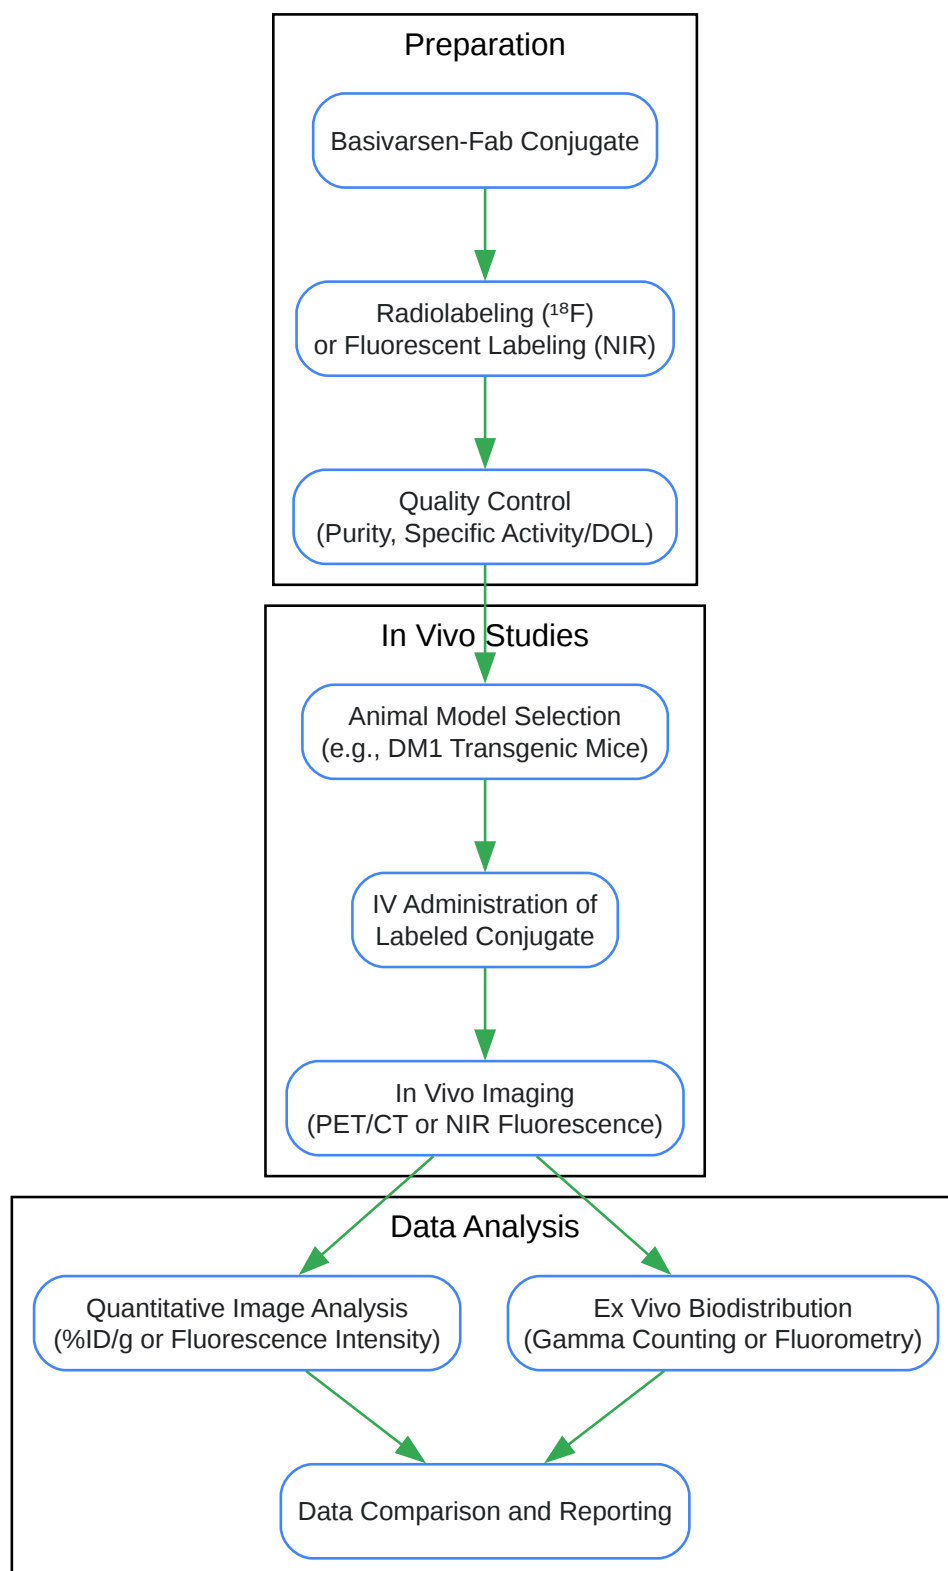 Preparation
Basivarsen-Fab Conjugate
Radiolabeling (¹⁸F)
or Fluorescent Labeling (NIR)
Quality Control
(Purity, Specific Activity/DOL)
In Vivo Studies
Animal Model Selection
(e.g., DM1 Transgenic Mice)
IV Administration of
Labeled Conjugate
In Vivo Imaging
(PET/CT or NIR Fluorescence)
Data Analysis
Quantitative Image Analysis
(%ID/g or Fluorescence Intensity)
Ex Vivo Biodistribution
(Gamma Counting or Fluorometry)
Data Comparison and Reporting